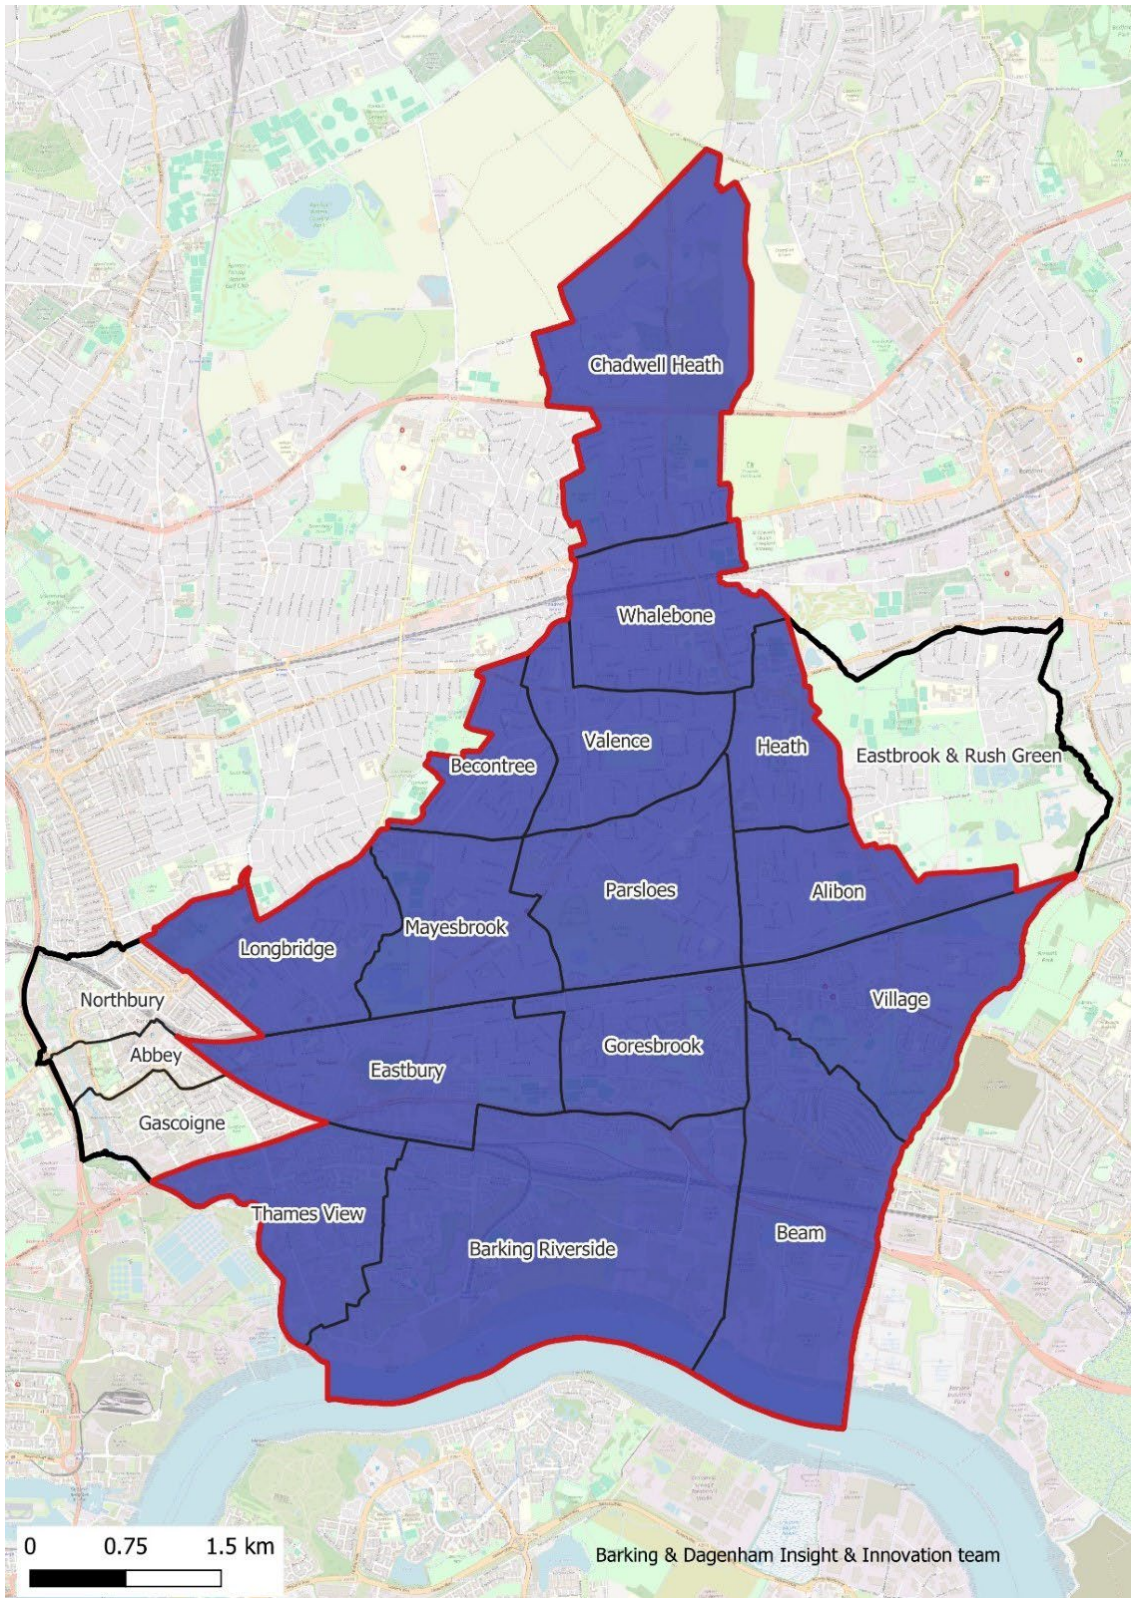 Chadwell Heath
Whalebone
Valence
Heath
Becontree
Eastbrook & Rush Green
Parsloes
Alibon
Mayesbrook
Longbridge
Northbury
Village
Abbey
Goresbrook
Eastbury
Gascoigne
Thames View
Beam
Barking Riverside
0 0.75 1.5 km
Barking & Dagenham Insight & Innovation team